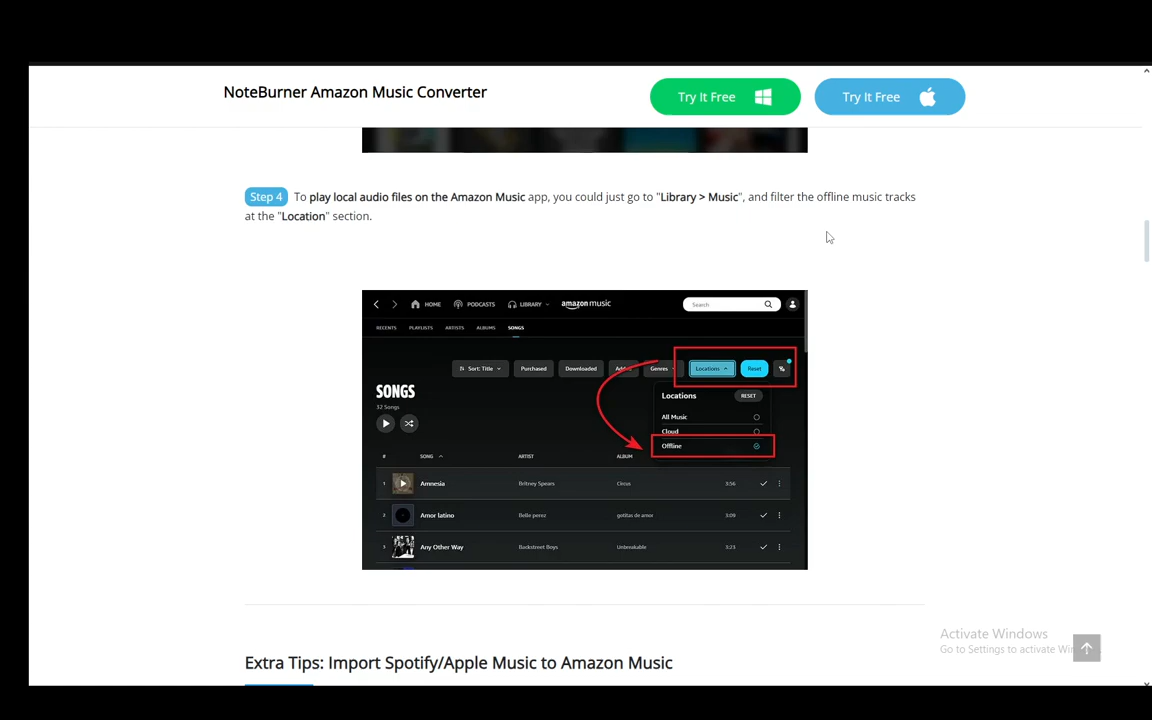 NoteBurner Amazon Music Converter
Try It Free
Try It Free
Step 4 To play local audio files on the Amazon Music app, you could just go to "Library > Music", and filter the offline music tracks
at the "Location" section.
HOME PODCASTS LIBRARY amazon music Search
RECENTS PLAYLISTS ARTISTS ALBUMS SONGS
Sort: Title Purchased Downloaded Genres Locations Reset
SONGS
32 Songs
Locations RESET
All Music
Cloud
Offline
# SONG ARTIST ALBUM
1 Amnesia Britney Spears Circus 3:56
2 Amor latino Belle perez gotitas de amor 3:09
3 Any Other Way Backstreet Boys Unbreakable 3:23
Extra Tips: Import Spotify/Apple Music to Amazon Music
Activate Windows
Go to Settings to activate